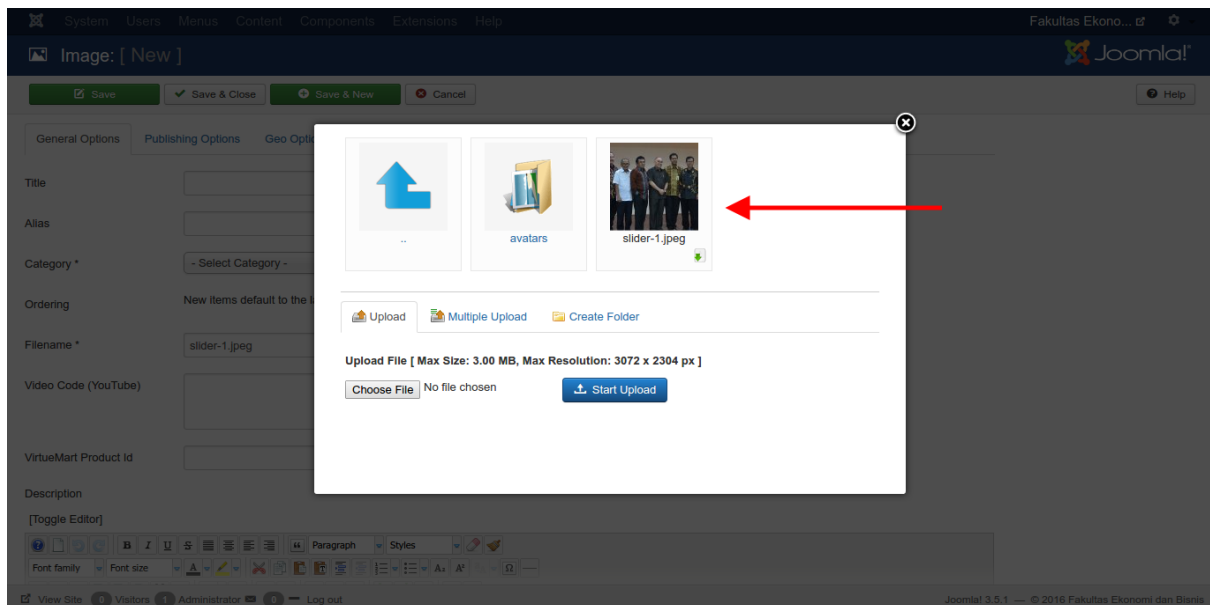 System Users Menus Content Components Extensions Help Fakultas Ekono...
Image: [ New ] Joomla!
Save Save & Close Save & New Cancel Help
General Options Publishing Options Geo Optio
Title
Alias
..
avatars
slider-1.jpeg
Category * - Select Category -
Ordering New items default to the l
Upload Multiple Upload Create Folder
Filename * slider-1.jpeg
Upload File [ Max Size: 3.00 MB, Max Resolution: 3072 x 2304 px ]
Video Code (YouTube)
Choose File No file chosen Start Upload
VirtueMart Product Id
Description
[Toggle Editor]
B I U S Paragraph Styles
Font family Font size A A₂ A² Ω
View Site 0 Visitors 1 Administrator 0 Log out Joomla! 3.5.1 — © 2016 Fakultas Ekonomi dan Bisnis